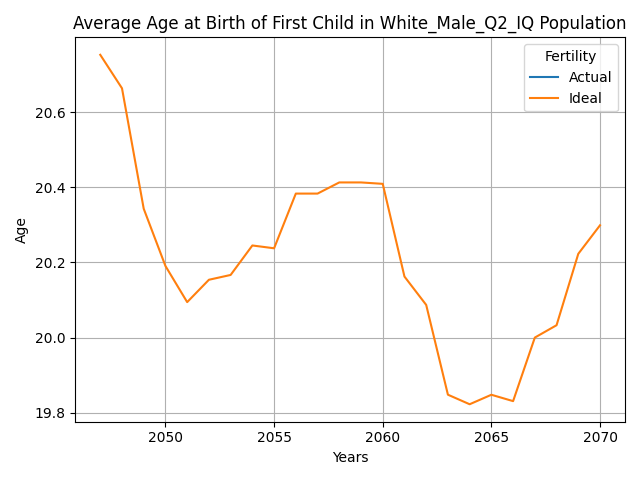 Average Age at Birth of First Child in White_Male_Q2_IQ Population
Fertility
Actual
Ideal
Age
20.6
20.4
20.2
20.0
19.8
2050 2055 2060 2065 2070
Years